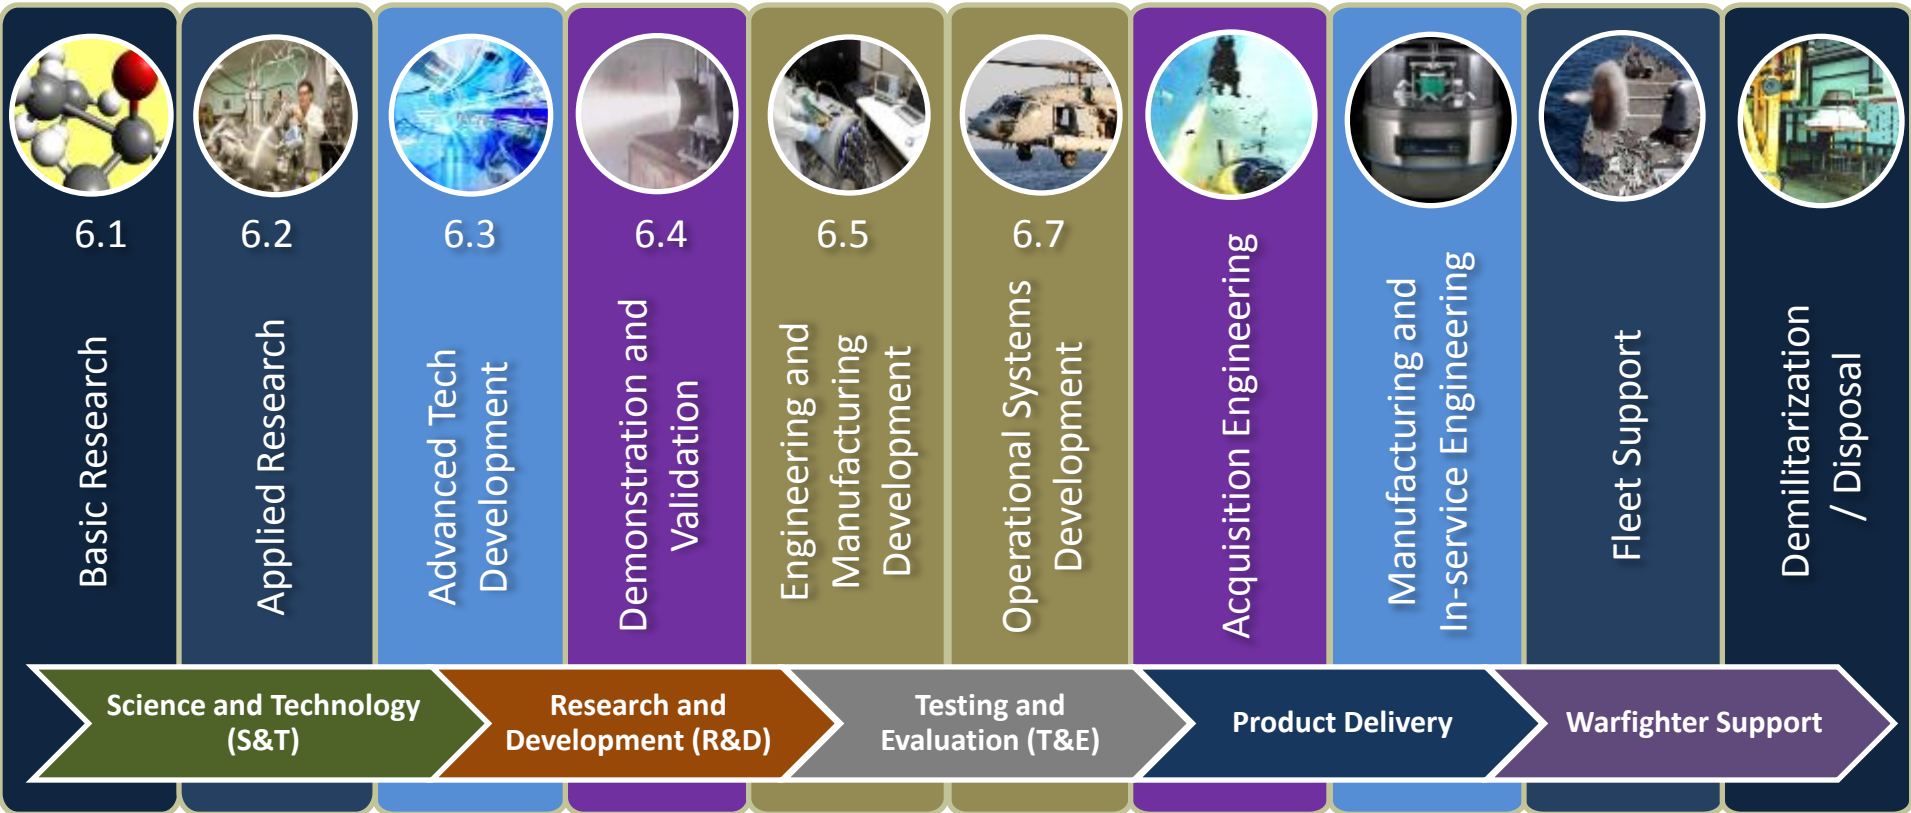 6.1
Basic Research
6.2
Applied Research
6.3
Advanced Tech
Development
6.4
Demonstration and
Validation
6.5
Engineering and
Manufacturing
Development
6.7
Operational Systems
Development
Acquisition Engineering
Manufacturing and
In-service Engineering
Fleet Support
Demilitarization
/ Disposal
Science and Technology
(S&T)
Research and
Development (R&D)
Testing and
Evaluation (T&E)
Product Delivery
Warfighter Support